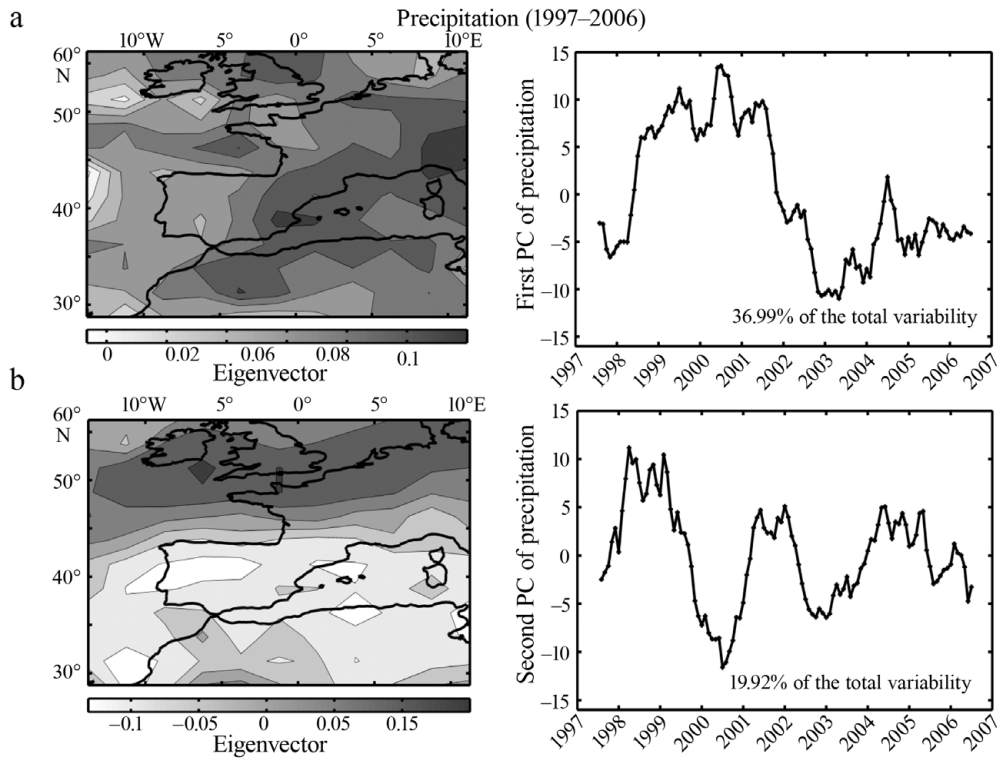 a
Precipitation (1997–2006)
10°W 5° 0° 5° 10°E
60°
N
50°
40°
30°
0 0.02 0.06 0.08 0.1
Eigenvector
15
10
5
0
−5
−10
−15
First PC of precipitation
36.99% of the total variability
1997 1998 1999 2000 2001 2002 2003 2004 2005 2006 2007
b
10°W 5° 0° 5° 10°E
60°
N
50°
40°
30°
−0.1 −0.05 0 0.05 0.15
Eigenvector
15
10
5
0
−5
−10
−15
Second PC of precipitation
19.92% of the total variability
1997 1998 1999 2000 2001 2002 2003 2004 2005 2006 2007